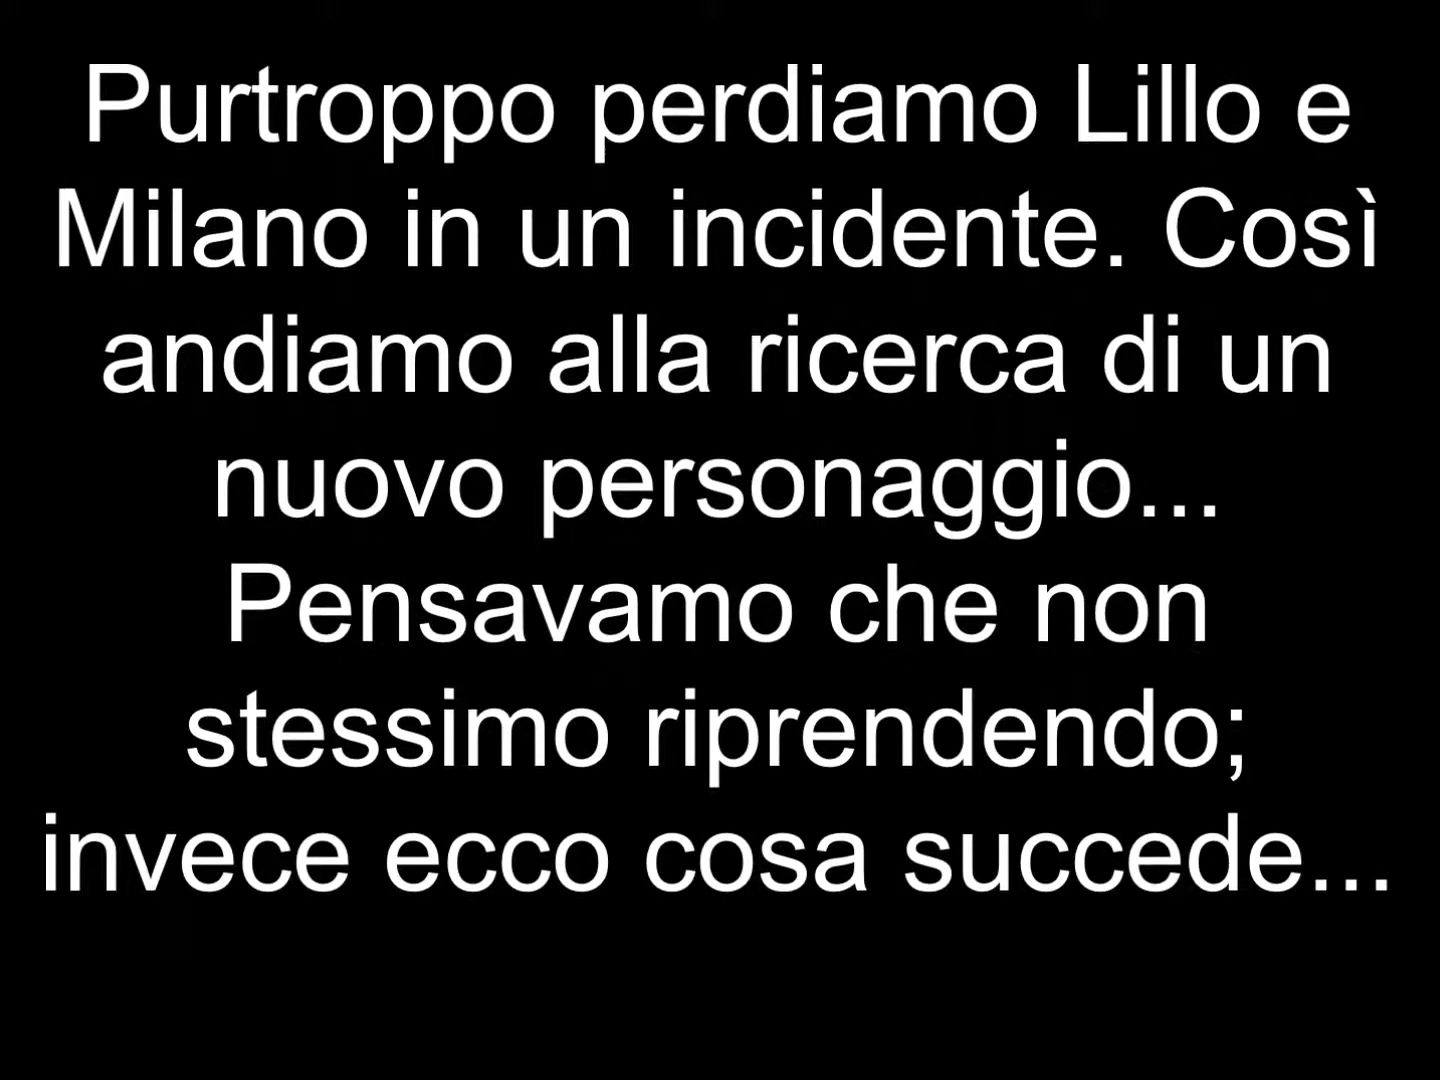 Purtroppo perdiamo Lillo e
Milano in un incidente. Così
andiamo alla ricerca di un
nuovo personaggio...
Pensavamo che non
stessimo riprendendo;
invece ecco cosa succede...